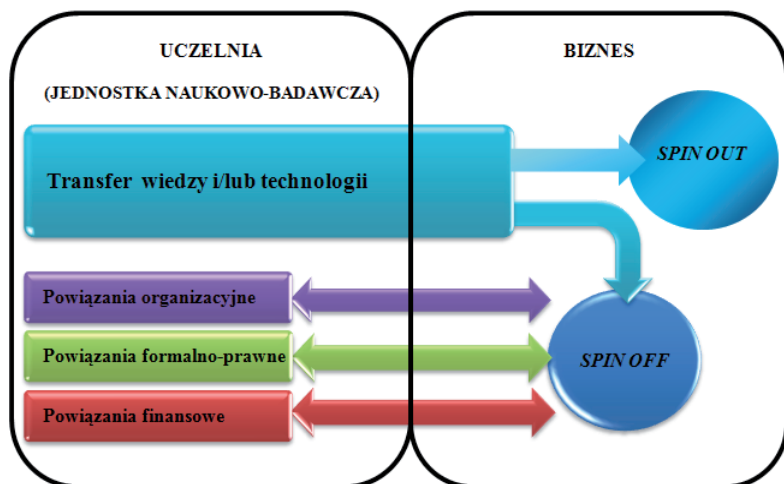 UCZELNIA
(JEDNOSTKA NAUKOWO-BADAWCZA)
BIZNES
Transfer wiedzy i/lub technologii
SPIN OUT
Powiązania organizacyjne
Powiązania formalno-prawne
Powiązania finansowe
SPIN OFF